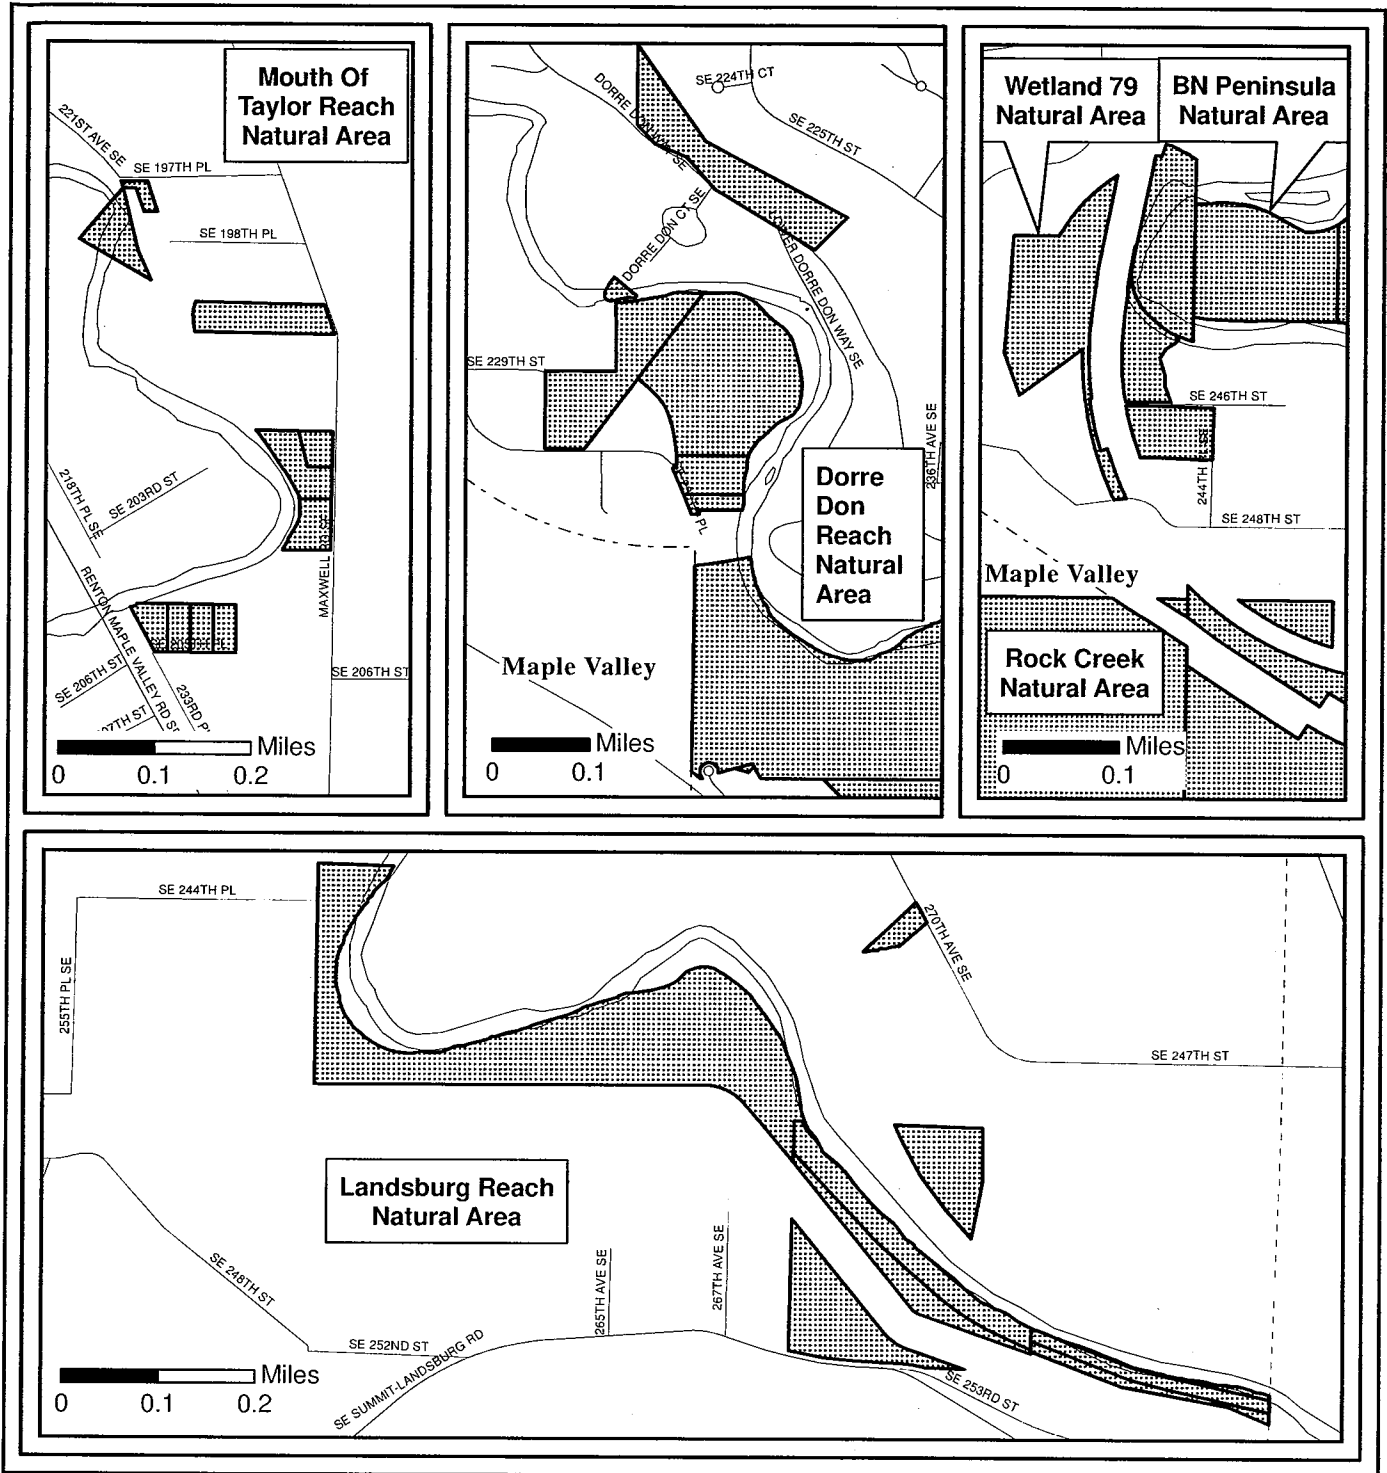 Mouth Of
Taylor Reach
Natural Area
221ST AVE SE
SE 197TH PL
SE 198TH PL
218TH PL SE
SE 203RD ST
RENTON MAPLE VALLEY RD SE
MAXWELL RD SE
SE 206TH ST
SE 206TH ST
233RD
Miles
0
0.1
0.2
DORRE DON WAY SE
SE 224TH CT
SE 225TH ST
DORRE DON CT SE
DORRE DON WAY SE
SE 229TH ST
236TH AVE SE
PL
Dorre
Don
Reach
Natural
Area
Maple Valley
Miles
0
0.1
Wetland 79
Natural Area
BN Peninsula
Natural Area
SE 246TH ST
244TH
SE 248TH ST
Maple Valley
Rock Creek
Natural Area
Miles
0
0.1
SE 244TH PL
255TH PL SE
270TH AVE SE
SE 247TH ST
Landsburg Reach
Natural Area
SE 248TH ST
265TH AVE SE
267TH AVE SE
SE 252ND ST
SE SUMMIT-LANDSBURG RD
SE 253RD ST
Miles
0
0.1
0.2